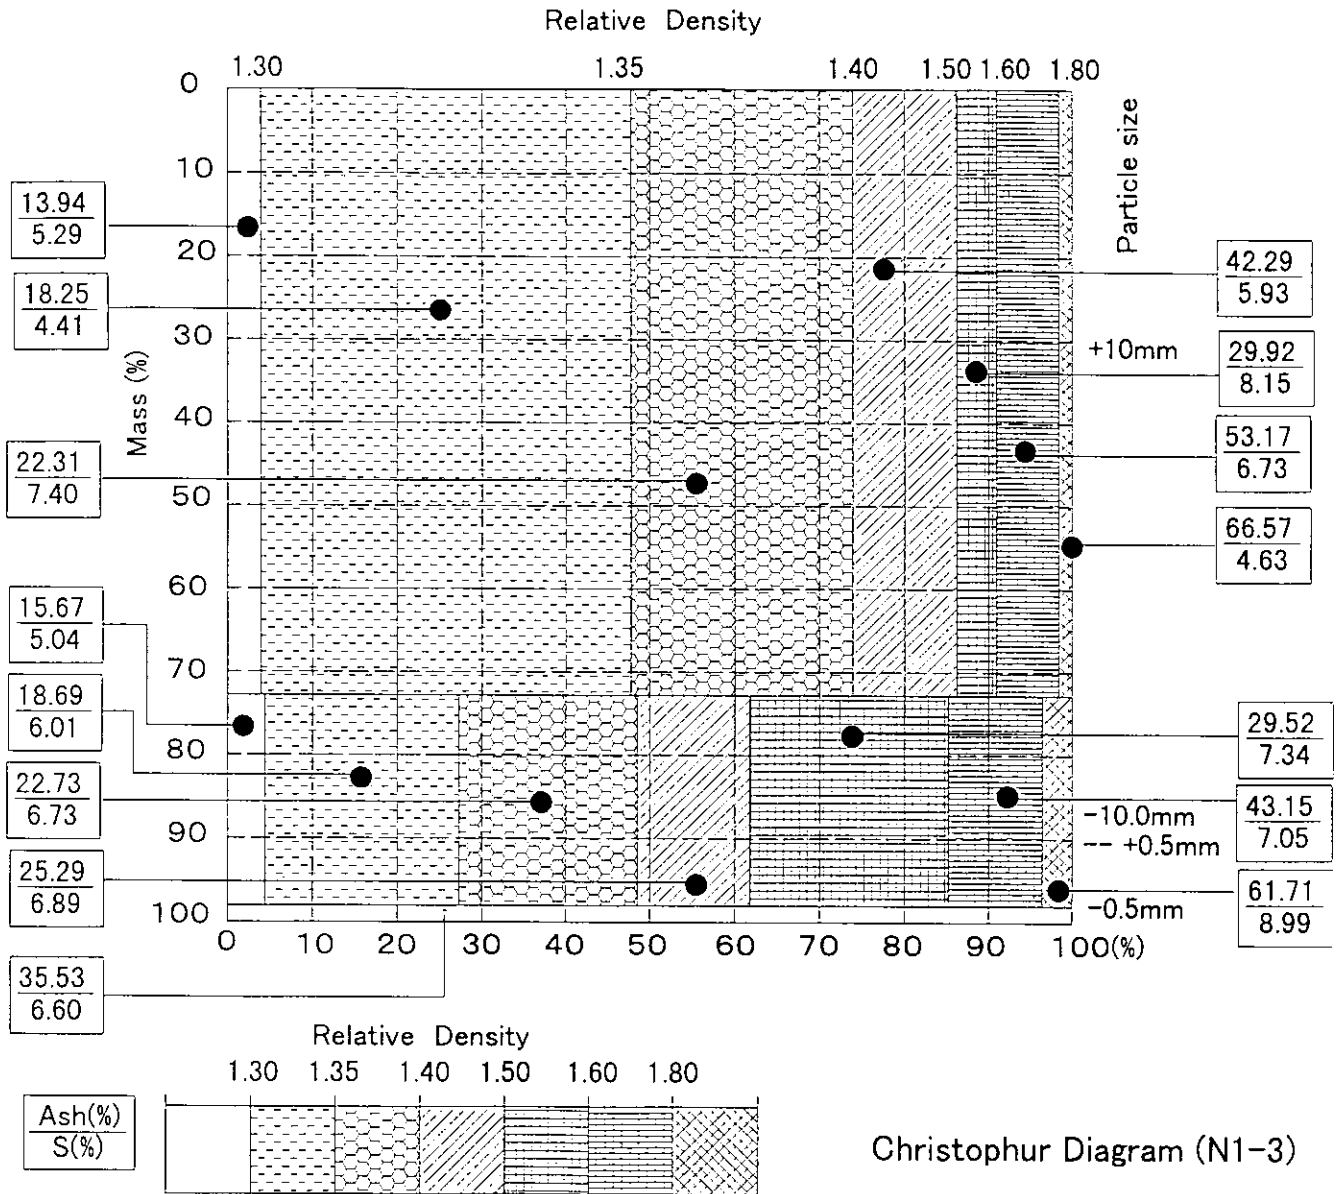 Relative Density
1.30 1.35 1.40 1.50 1.60 1.80
0
10
20
30
40
50
60
70
80
90
100
Mass (%)
Particle size
+10mm
-10.0mm
-- +0.5mm
-0.5mm
0 10 20 30 40 50 60 70 80 90 100(%)
13.94
5.29
18.25
4.41
22.31
7.40
15.67
5.04
18.69
6.01
22.73
6.73
25.29
6.89
35.53
6.60
42.29
5.93
29.92
8.15
53.17
6.73
66.57
4.63
29.52
7.34
43.15
7.05
61.71
8.99
Relative Density
1.30 1.35 1.40 1.50 1.60 1.80
Ash(%)
S(%)
Christophur Diagram (N1-3)